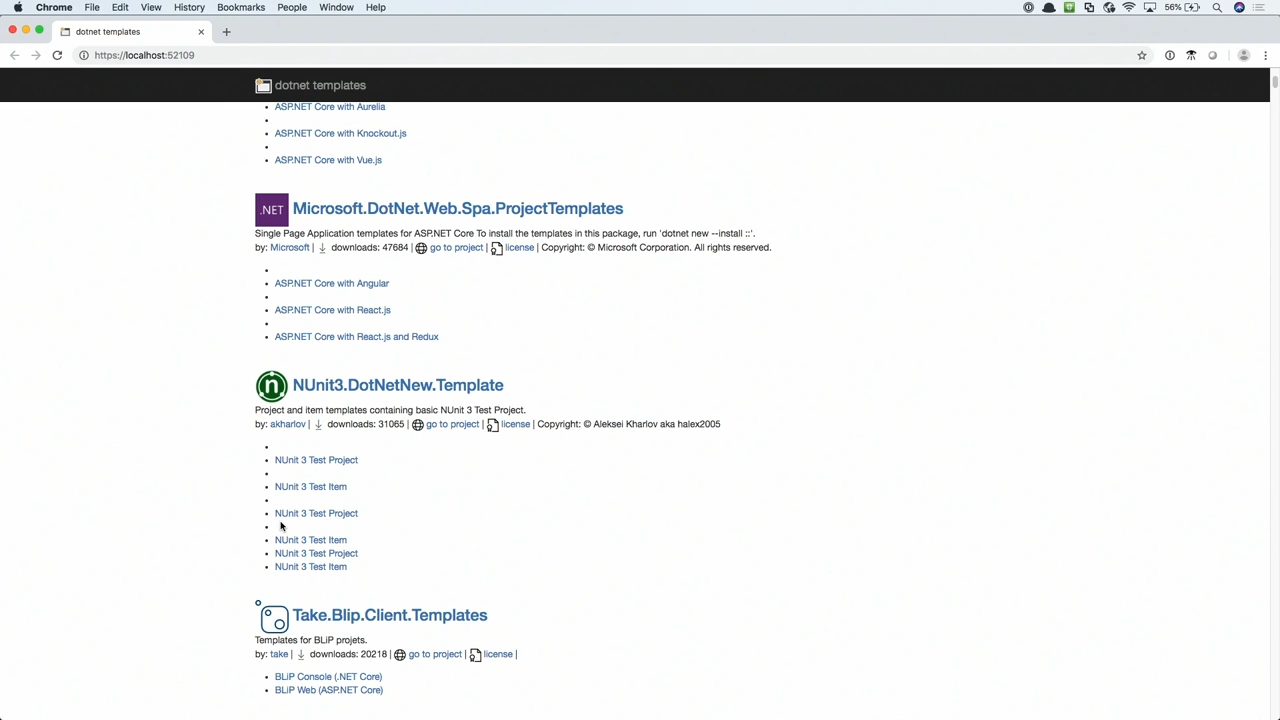 Chrome File Edit View History Bookmarks People Window Help 56%
dotnet templates
https://localhost:52109
dotnet templates
ASP.NET Core with Aurelia
ASP.NET Core with Knockout.js
ASP.NET Core with Vue.js
.NET Microsoft.DotNet.Web.Spa.ProjectTemplates
Single Page Application templates for ASP.NET Core To install the templates in this package, run 'dotnet new --install ::'.
by: Microsoft | downloads: 47684 | go to project | license | Copyright: © Microsoft Corporation. All rights reserved.
ASP.NET Core with Angular
ASP.NET Core with React.js
ASP.NET Core with React.js and Redux
n NUnit3.DotNetNew.Template
Project and item templates containing basic NUnit 3 Test Project.
by: akharlov | downloads: 31065 | go to project | license | Copyright: © Aleksei Kharlov aka halex2005
NUnit 3 Test Project
NUnit 3 Test Item
NUnit 3 Test Project
NUnit 3 Test Item
NUnit 3 Test Project
NUnit 3 Test Item
Take.Blip.Client.Templates
Templates for BLiP projets.
by: take | downloads: 20218 | go to project | license |
BLiP Console (.NET Core)
BLiP Web (ASP.NET Core)